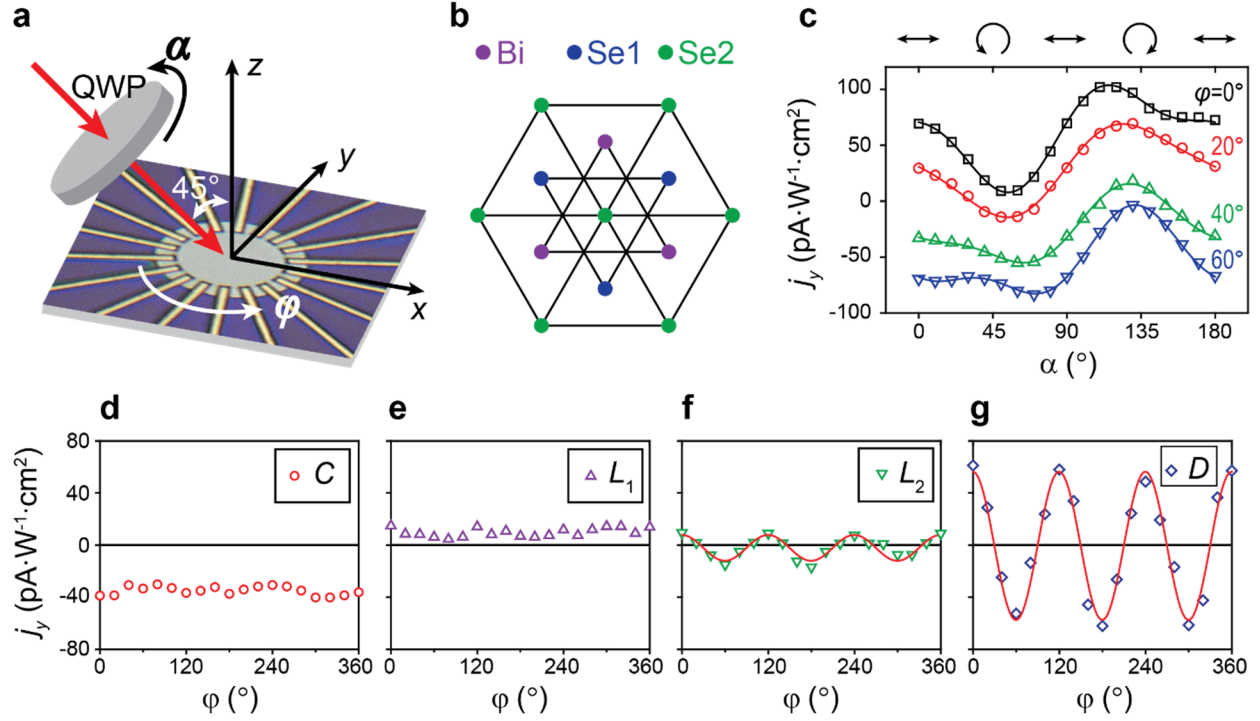 a
α
QWP
45°
z
y
x
φ
b
Bi Se1 Se2
c
j_y (pA·W⁻¹·cm²)
100
50
0
-50
-100
φ=0°
20°
40°
60°
0 45 90 135 180
α (°)
d
e
f
g
j_y (pA·W⁻¹·cm²)
80
40
0
-40
-80
C
L₁
L₂
D
0 120 240 360
0 120 240 360
0 120 240 360
0 120 240 360
φ (°)
φ (°)
φ (°)
φ (°)